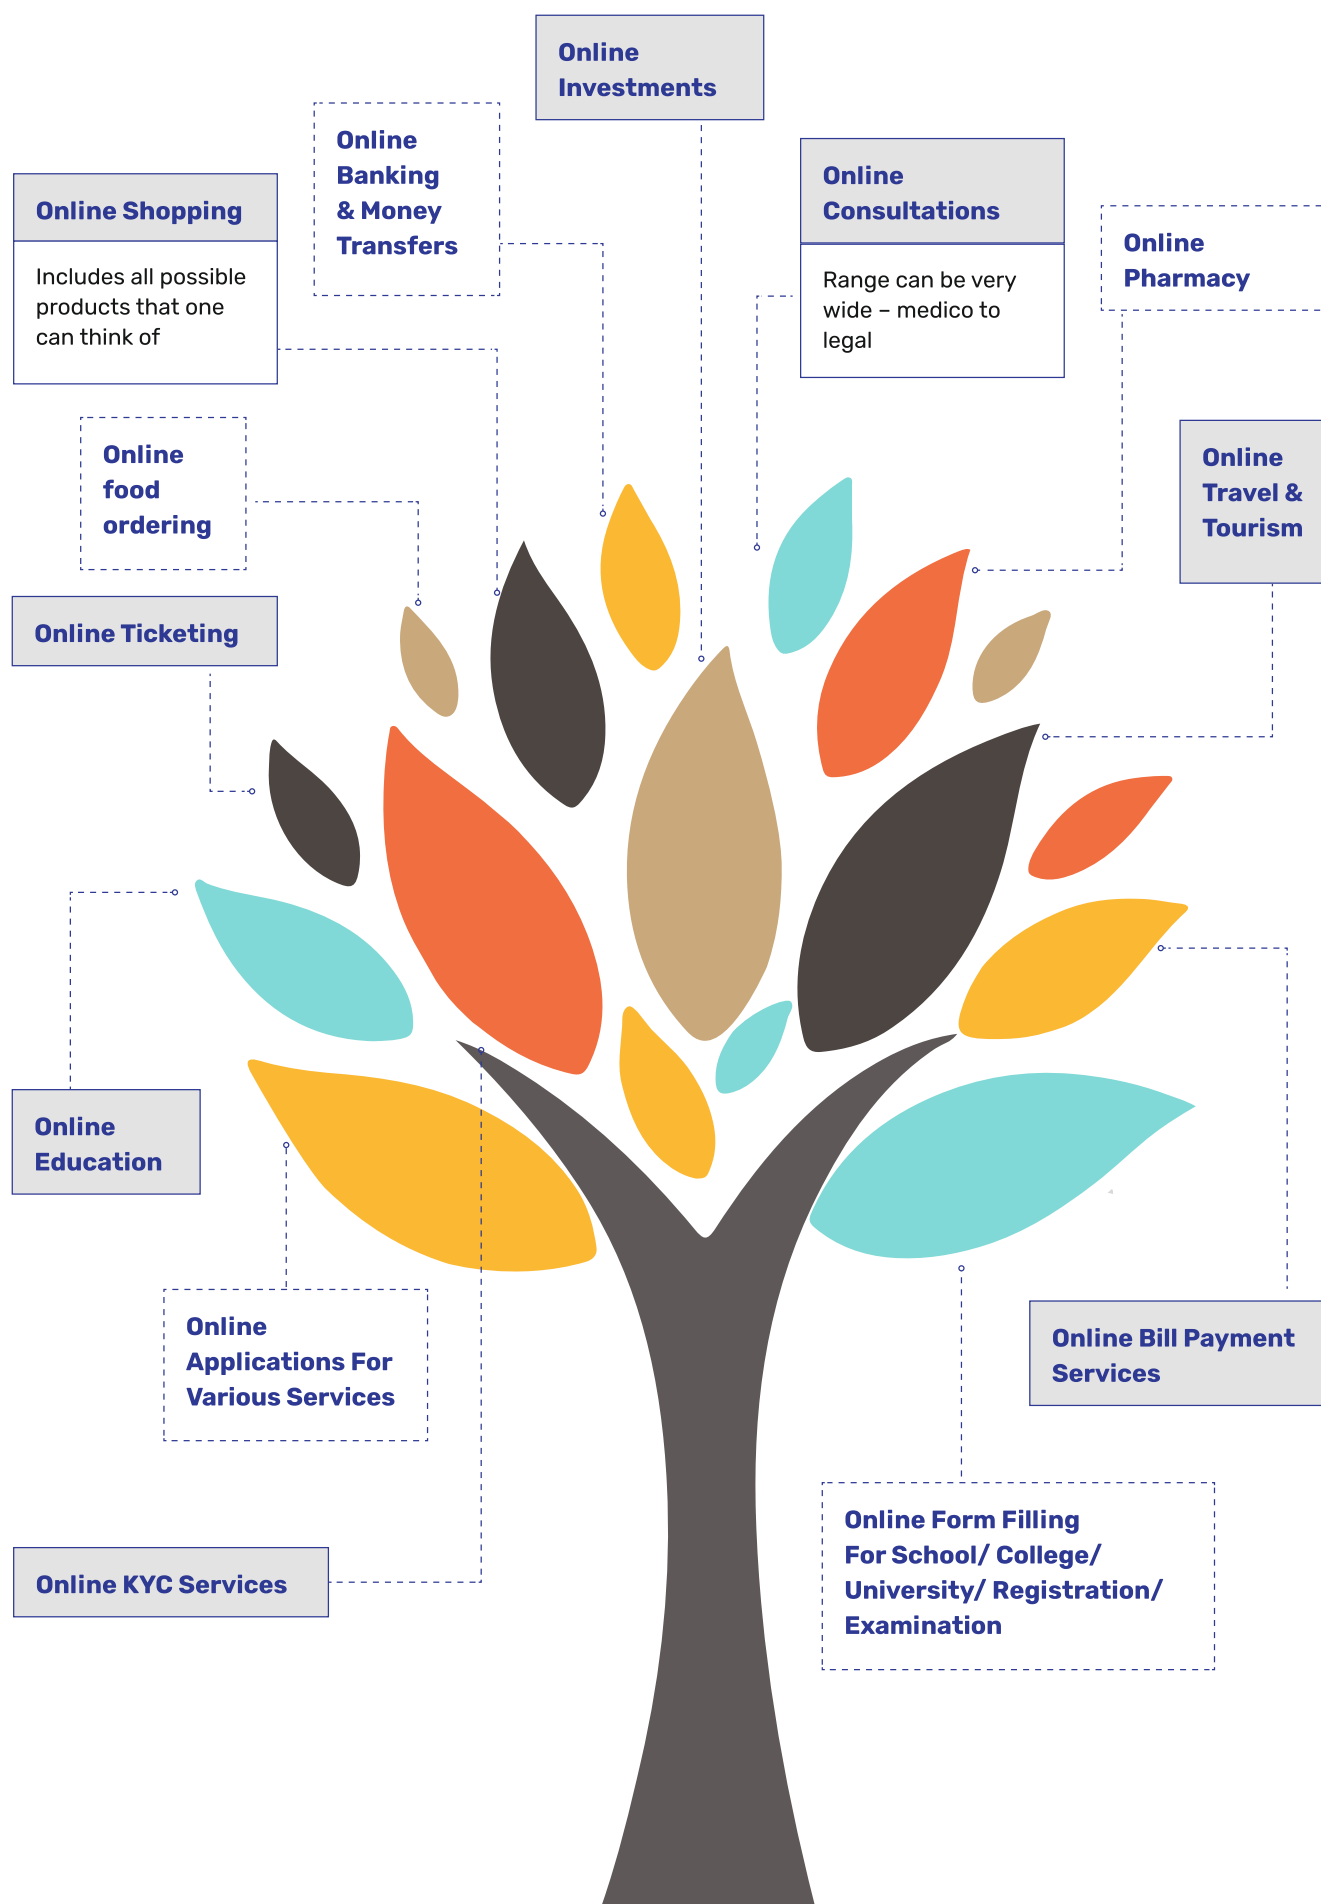 Online
Investments
Online
Banking
& Money
Transfers
Online
Consultations
Range can be very
wide – medico to
legal
Online Shopping
Includes all possible
products that one
can think of
Online
Pharmacy
Online
food
ordering
Online
Travel &
Tourism
Online Ticketing
Online
Education
Online
Applications For
Various Services
Online Bill Payment
Services
Online KYC Services
Online Form Filling
For School/ College/
University/ Registration/
Examination